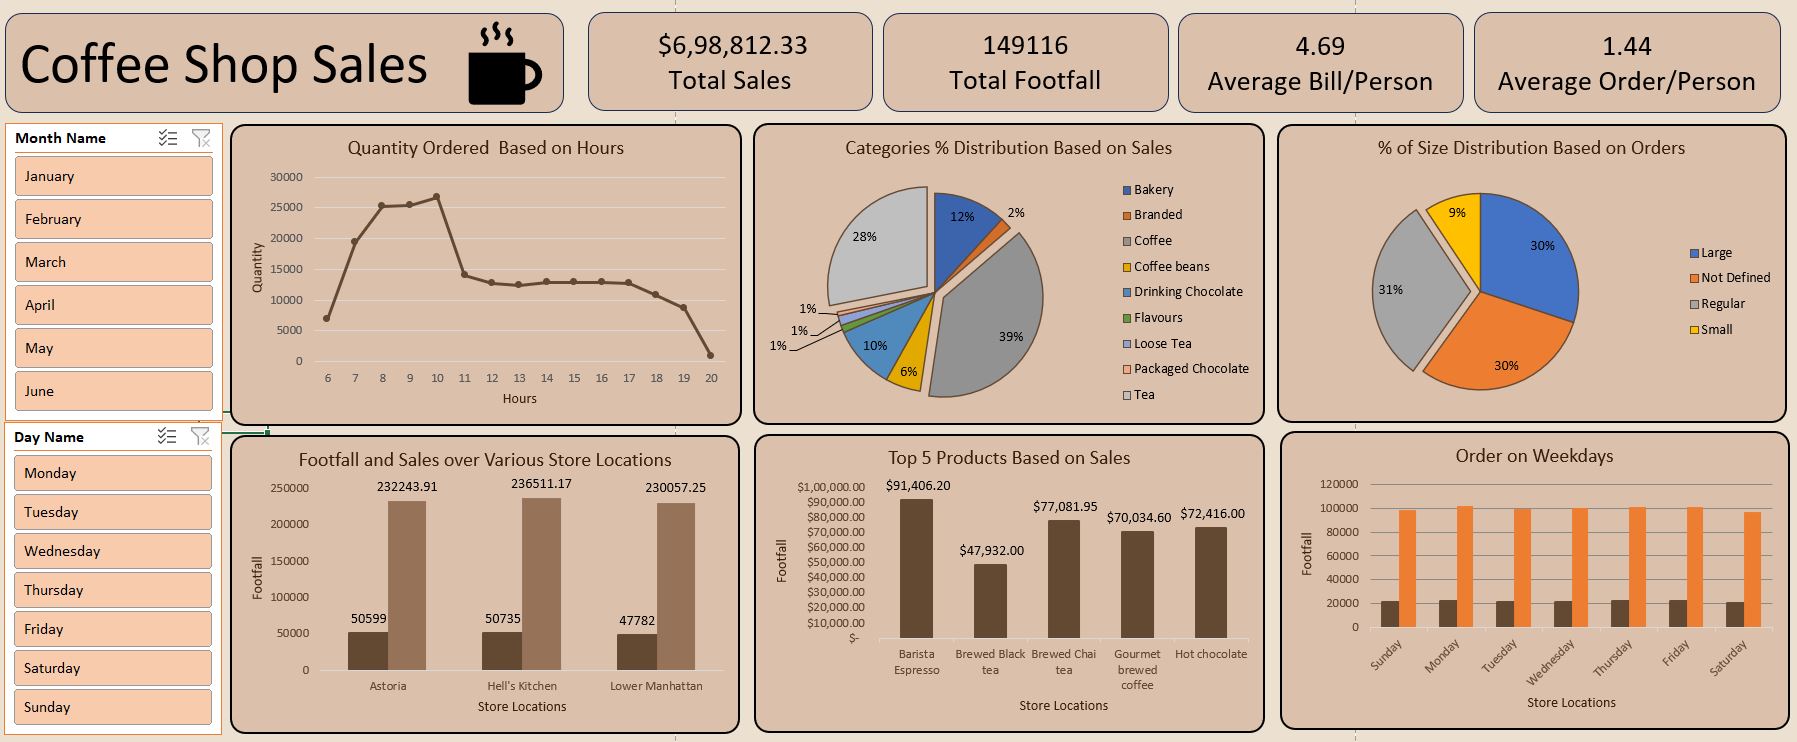 Coffee Shop Sales
$6,98,812.33
Total Sales
149116
Total Footfall
4.69
Average Bill/Person
1.44
Average Order/Person
Month Name
January
February
March
April
May
June
Day Name
Monday
Tuesday
Wednesday
Thursday
Friday
Saturday
Sunday
Quantity Ordered Based on Hours
30000
25000
20000
15000
10000
5000
0
Quantity
6 7 8 9 10 11 12 13 14 15 16 17 18 19 20
Hours
Categories % Distribution Based on Sales
12%
2%
39%
6%
10%
1%
1%
1%
28%
Bakery
Branded
Coffee
Coffee beans
Drinking Chocolate
Flavours
Loose Tea
Packaged Chocolate
Tea
% of Size Distribution Based on Orders
9%
30%
31%
30%
Large
Not Defined
Regular
Small
Footfall and Sales over Various Store Locations
250000
200000
150000
100000
50000
0
Footfall
232243.91
236511.17
230057.25
50599
50735
47782
Astoria Hell's Kitchen Lower Manhattan
Store Locations
Top 5 Products Based on Sales
$1,00,000.00
$90,000.00
$80,000.00
$70,000.00
$60,000.00
$50,000.00
$40,000.00
$30,000.00
$20,000.00
$10,000.00
$-
Footfall
$91,406.20
$47,932.00
$77,081.95
$70,034.60
$72,416.00
Barista
Espresso
Brewed Black
tea
Brewed Chai
tea
Gourmet
brewed
coffee
Hot chocolate
Store Locations
Order on Weekdays
120000
100000
80000
60000
40000
20000
0
Footfall
Sunday
Monday
Tuesday
Wednesday
Thursday
Friday
Saturday
Store Locations